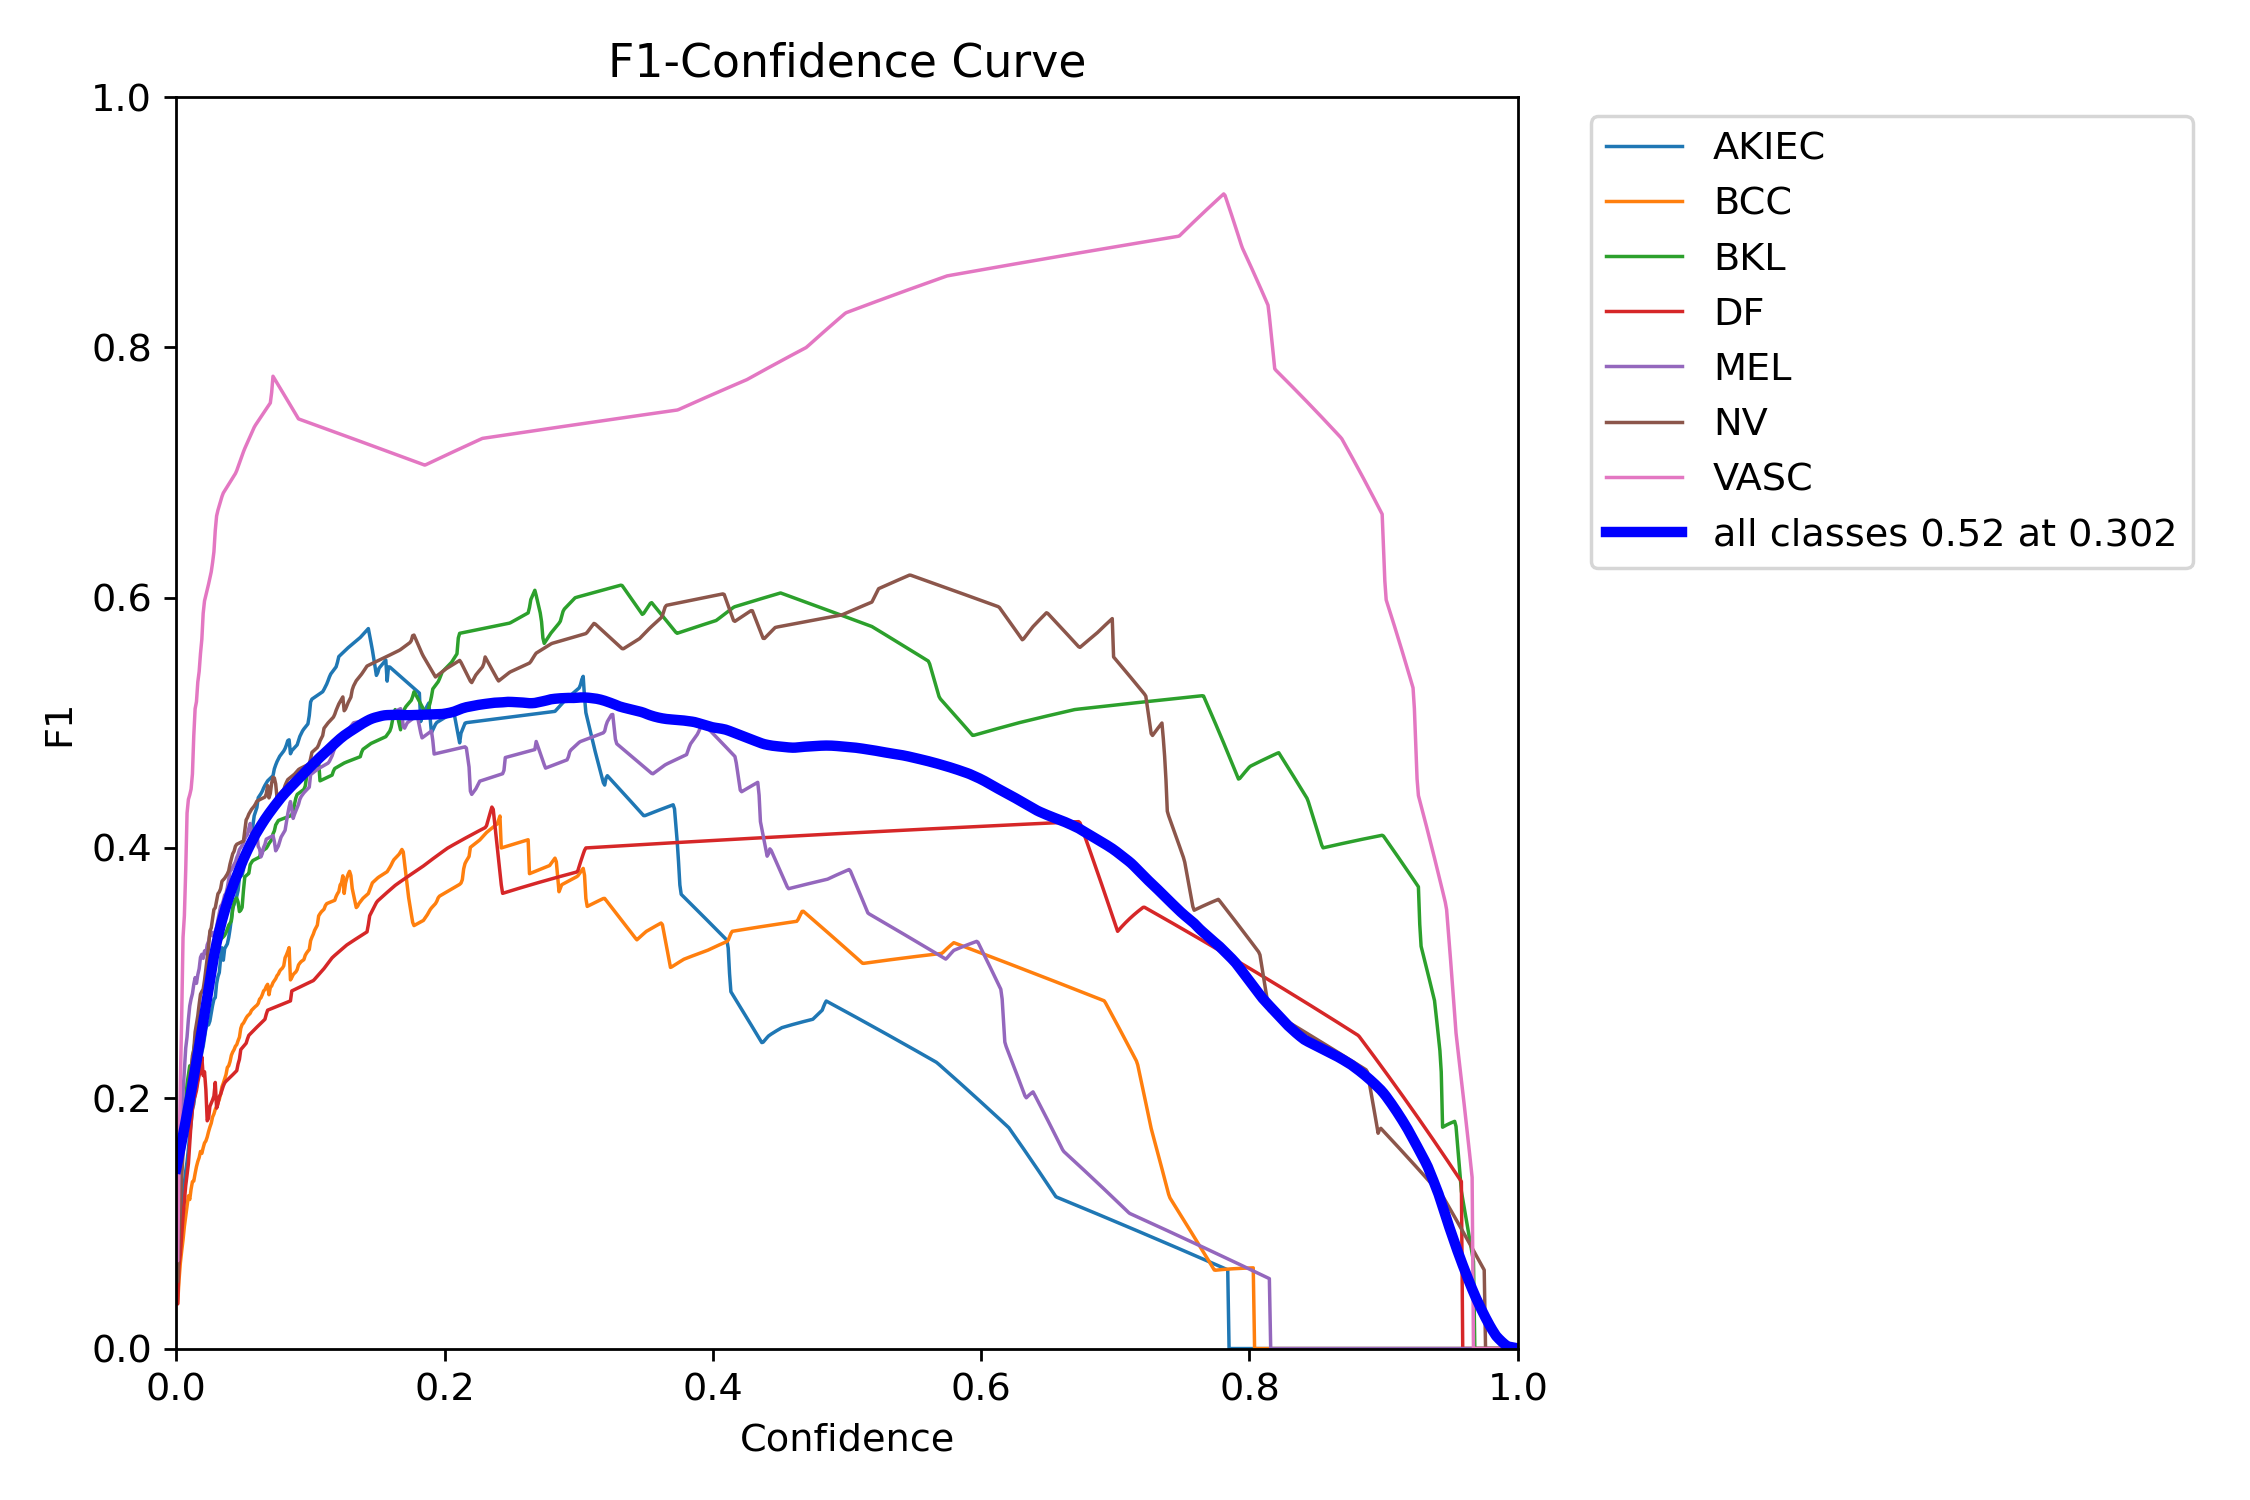 F1-Confidence Curve
1.0
0.8
0.6
0.4
0.2
0.0
F1
0.0 0.2 0.4 0.6 0.8 1.0
Confidence
AKIEC
BCC
BKL
DF
MEL
NV
VASC
all classes 0.52 at 0.302